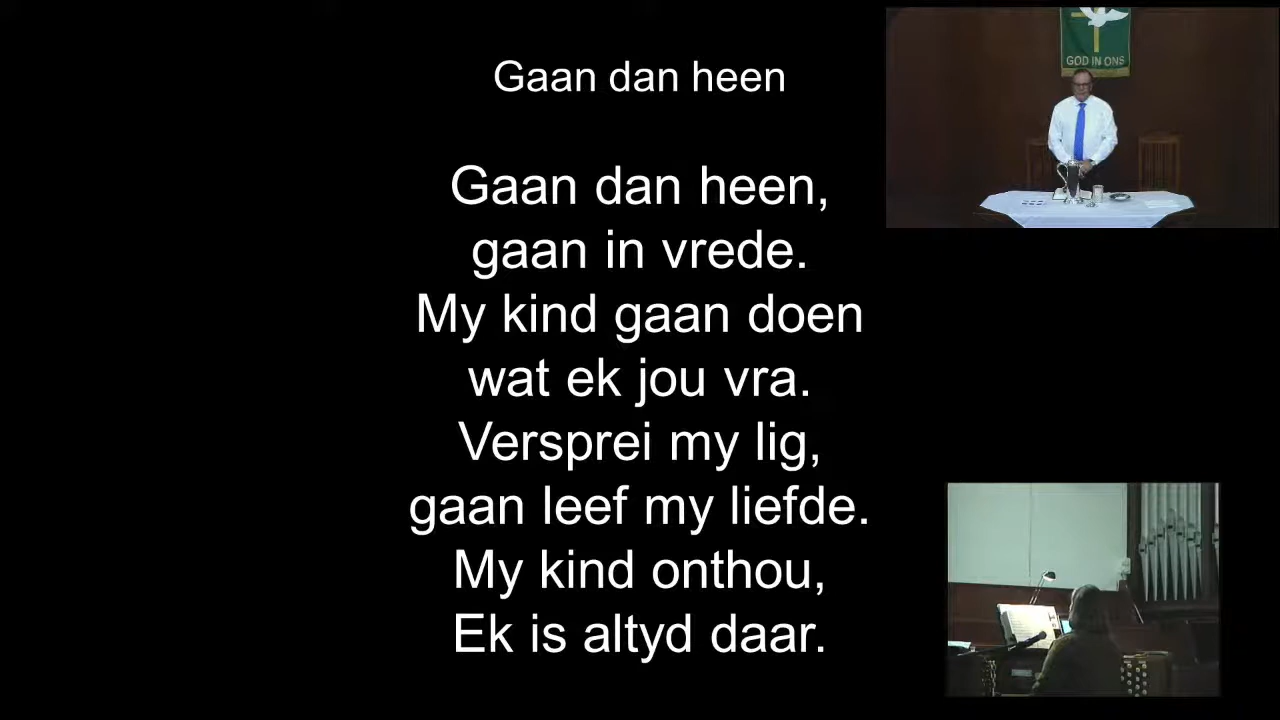 Gaan dan heen
GOD IN ONS
Gaan dan heen,
gaan in vrede.
My kind gaan doen
wat ek jou vra.
Versprei my lig,
gaan leef my liefde.
My kind onthou,
Ek is altyd daar.